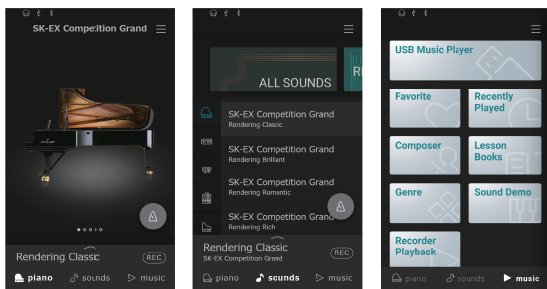 SK-EX Competition Grand
Rendering Classic
REC
piano
sounds
music
ALL SOUNDS
R
SK-EX Competition Grand
Rendering Classic
SK-EX Competition Grand
Rendering Brilliant
SK-EX Competition Grand
Rendering Romantic
SK-EX Competition Grand
Rendering Rich
Rendering Classic
SK-EX Competition Grand
REC
piano
sounds
music
USB Music Player
Favorite
Recently
Played
Composer
Lesson
Books
Genre
Sound Demo
Recorder
Playback
piano
sounds
music